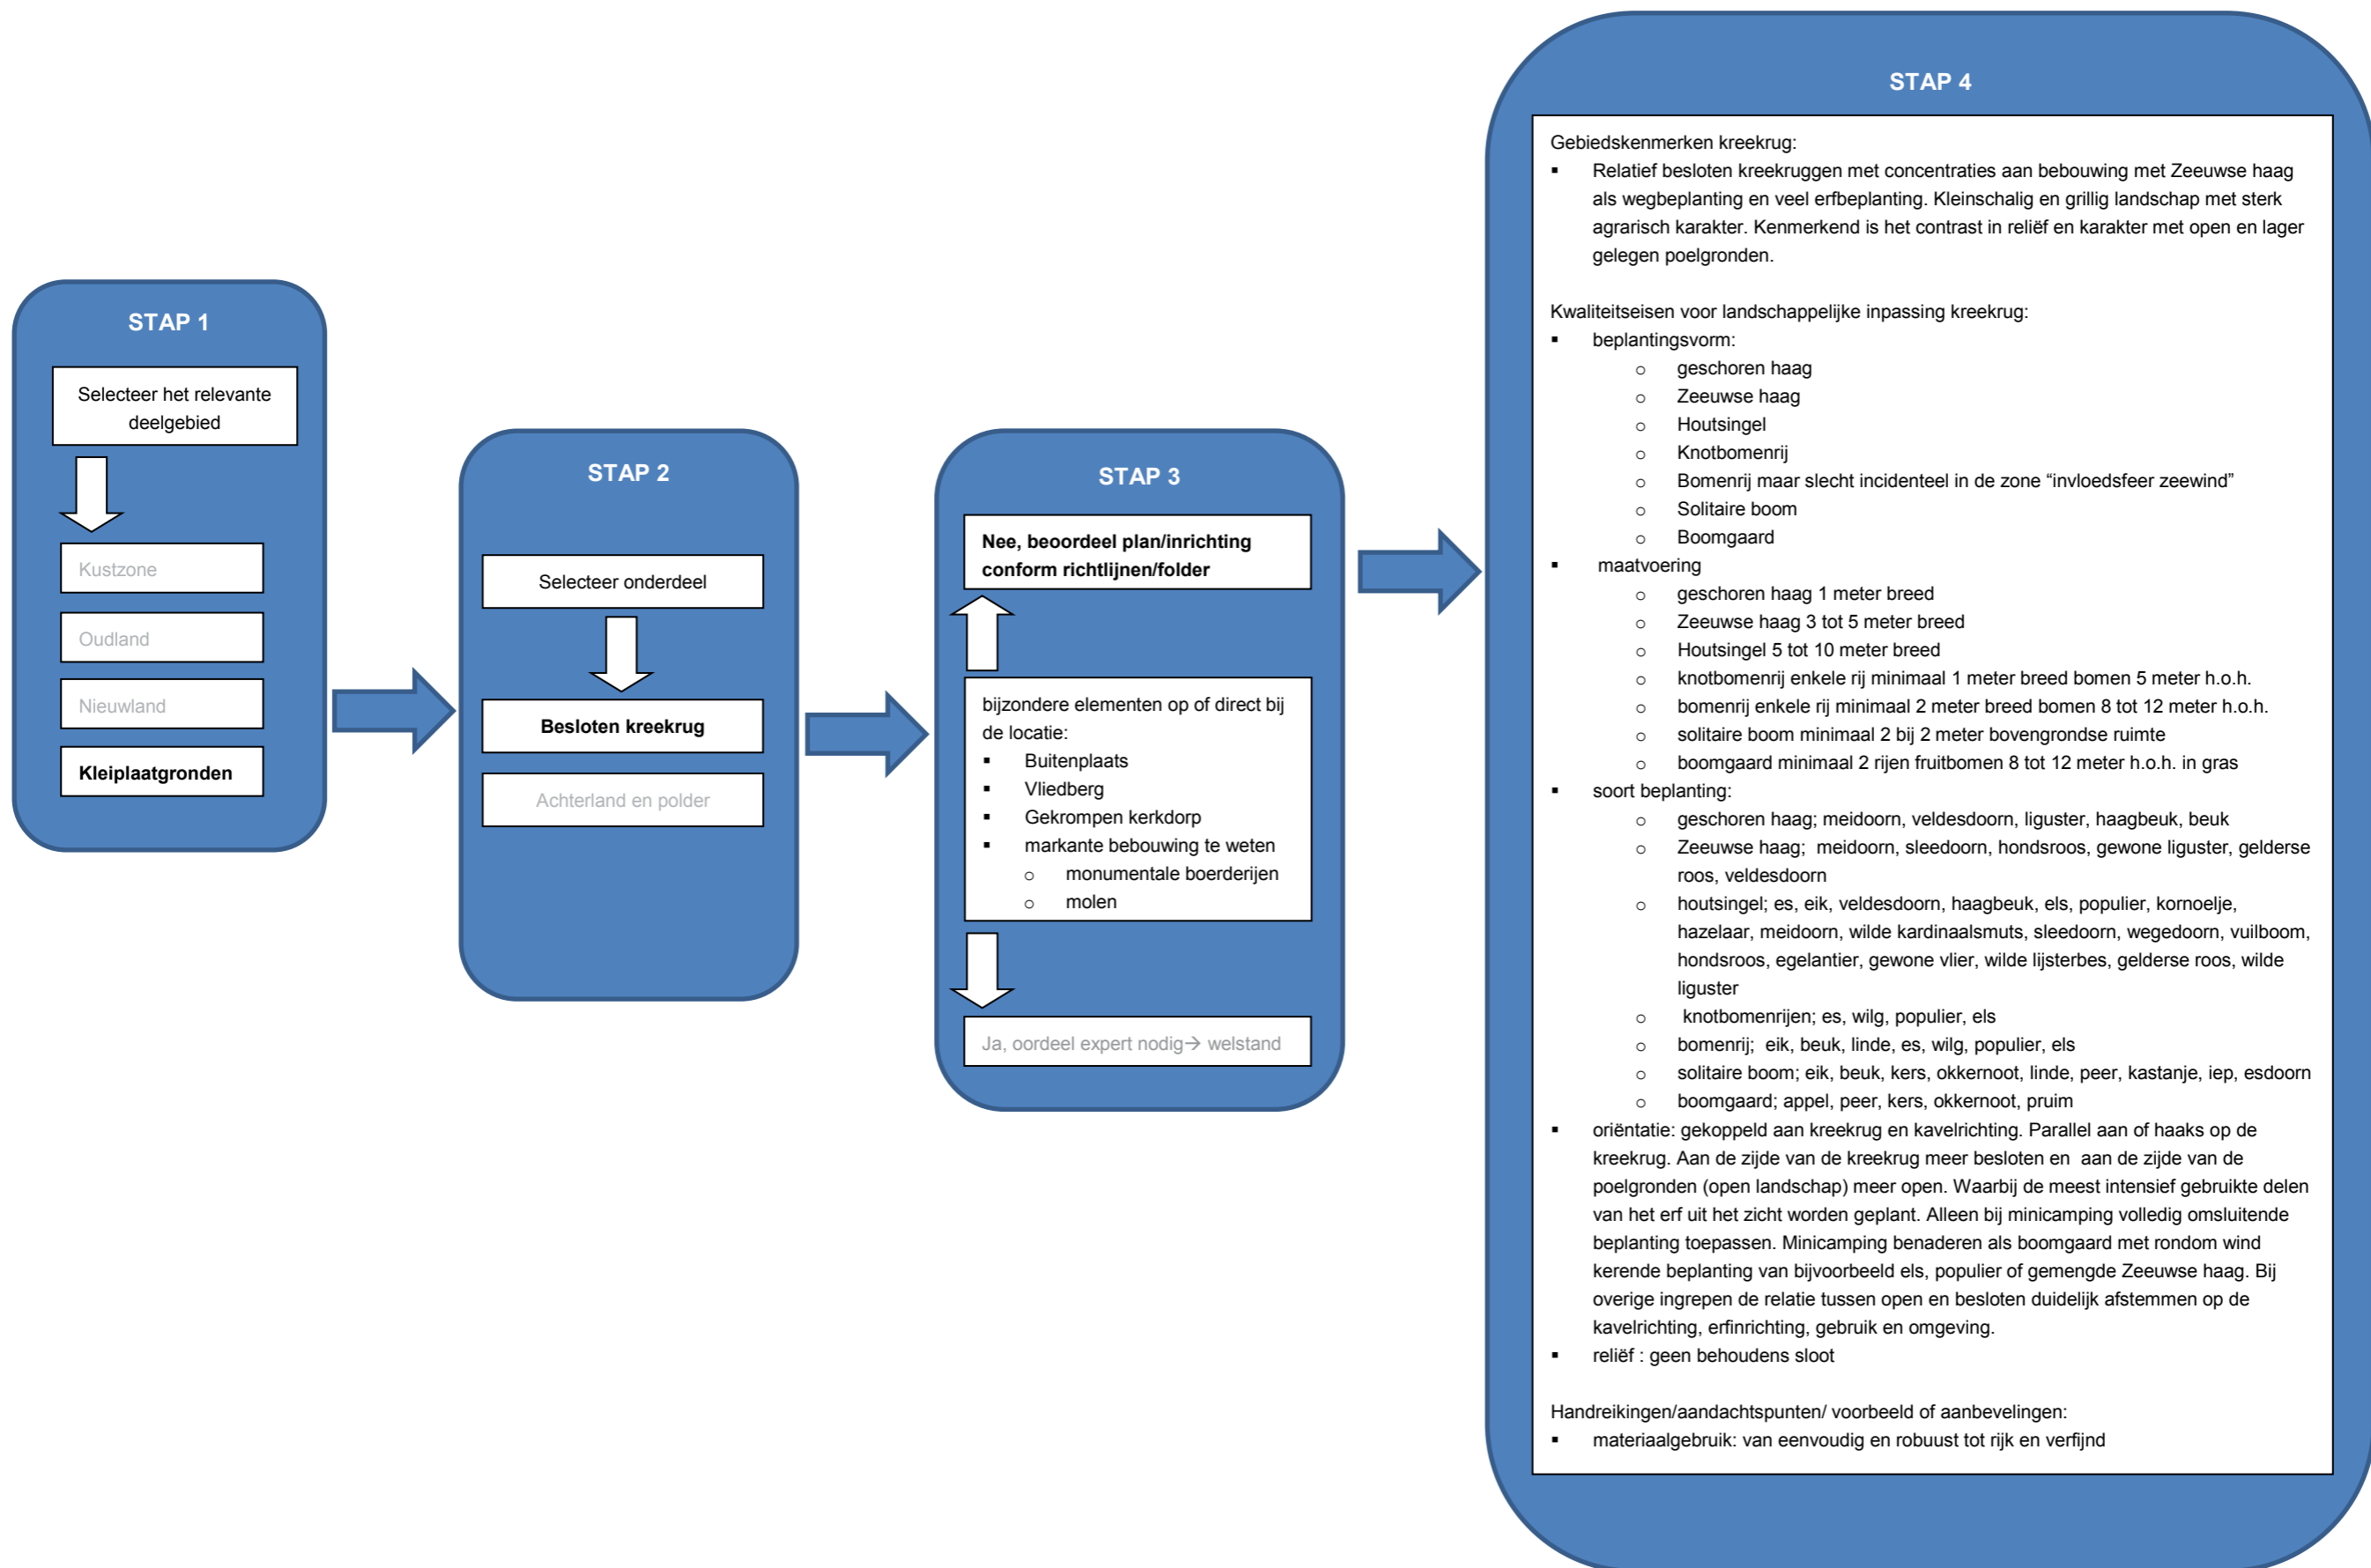 STAP 1
Selecteer het relevante
deelgebied
Kustzone
Oudland
Nieuwland
Kleiplaatgronden
STAP 2
Selecteer onderdeel
Besloten kreekrug
Achterland en polder
STAP 3
Nee, beoordeel plan/inrichting
conform richtlijnen/folder
bijzondere elementen op of direct bij
de locatie:
▪ Buitenplaats
▪ Vliedberg
▪ Gekrompen kerkdorp
▪ markante bebouwing te weten
o monumentale boerderijen
o molen
Ja, oordeel expert nodig→ welstand
STAP 4
Gebiedskenmerken kreekrug:
▪ Relatief besloten kreekruggen met concentraties aan bebouwing met Zeeuwse haag
als wegbeplanting en veel erfbeplanting. Kleinschalig en grillig landschap met sterk
agrarisch karakter. Kenmerkend is het contrast in reliëf en karakter met open en lager
gelegen poelgronden.
Kwaliteitseisen voor landschappelijke inpassing kreekrug:
▪ beplantingsvorm:
o geschoren haag
o Zeeuwse haag
o Houtsingel
o Knotbomenrij
o Bomenrij maar slecht incidenteel in de zone “invloedsfeer zeewind”
o Solitaire boom
o Boomgaard
▪ maatvoering
o geschoren haag 1 meter breed
o Zeeuwse haag 3 tot 5 meter breed
o Houtsingel 5 tot 10 meter breed
o knotbomenrij enkele rij minimaal 1 meter breed bomen 5 meter h.o.h.
o bomenrij enkele rij minimaal 2 meter breed bomen 8 tot 12 meter h.o.h.
o solitaire boom minimaal 2 bij 2 meter bovengrondse ruimte
o boomgaard minimaal 2 rijen fruitbomen 8 tot 12 meter h.o.h. in gras
▪ soort beplanting:
o geschoren haag; meidoorn, veldesdoorn, liguster, haagbeuk, beuk
o Zeeuwse haag; meidoorn, sleedoorn, hondsroos, gewone liguster, gelderse
roos, veldesdoorn
o houtsingel; es, eik, veldesdoorn, haagbeuk, els, populier, kornoelje,
hazelaar, meidoorn, wilde kardinaalsmuts, sleedoorn, wegedoorn, vuilboom,
hondsroos, egelantier, gewone vlier, wilde lijsterbes, gelderse roos, wilde
liguster
o knotbomenrijen; es, wilg, populier, els
o bomenrij; eik, beuk, linde, es, wilg, populier, els
o solitaire boom; eik, beuk, kers, okkernoot, linde, peer, kastanje, iep, esdoorn
o boomgaard; appel, peer, kers, okkernoot, pruim
▪ oriëntatie: gekoppeld aan kreekrug en kavelrichting. Parallel aan of haaks op de
kreekrug. Aan de zijde van de kreekrug meer besloten en aan de zijde van de
poelgronden (open landschap) meer open. Waarbij de meest intensief gebruikte delen
van het erf uit het zicht worden geplant. Alleen bij minicamping volledig omsluitende
beplanting toepassen. Minicamping benaderen als boomgaard met rondom wind
kerende beplanting van bijvoorbeeld els, populier of gemengde Zeeuwse haag. Bij
overige ingrepen de relatie tussen open en besloten duidelijk afstemmen op de
kavelrichting, erfinrichting, gebruik en omgeving.
▪ reliëf : geen behoudens sloot
Handreikingen/aandachtspunten/ voorbeeld of aanbevelingen:
▪ materiaalgebruik: van eenvoudig en robuust tot rijk en verfijnd